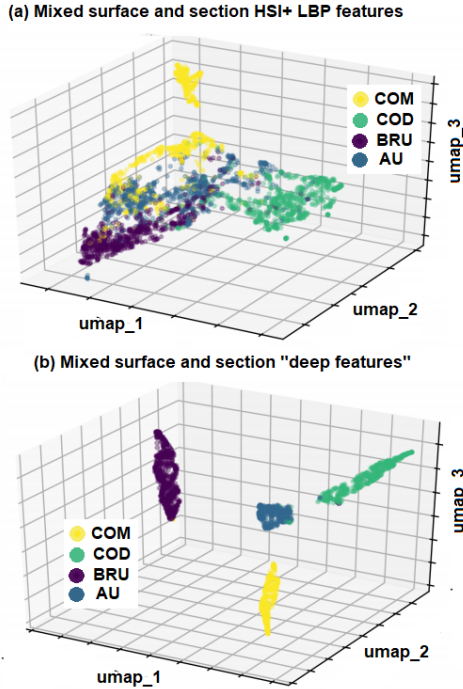 (a) Mixed surface and section HSI+ LBP features
COM
COD
BRU
AU
umap_3
umap_2
umap_1
(b) Mixed surface and section "deep features"
COM
COD
BRU
AU
umap_3
umap_2
umap_1